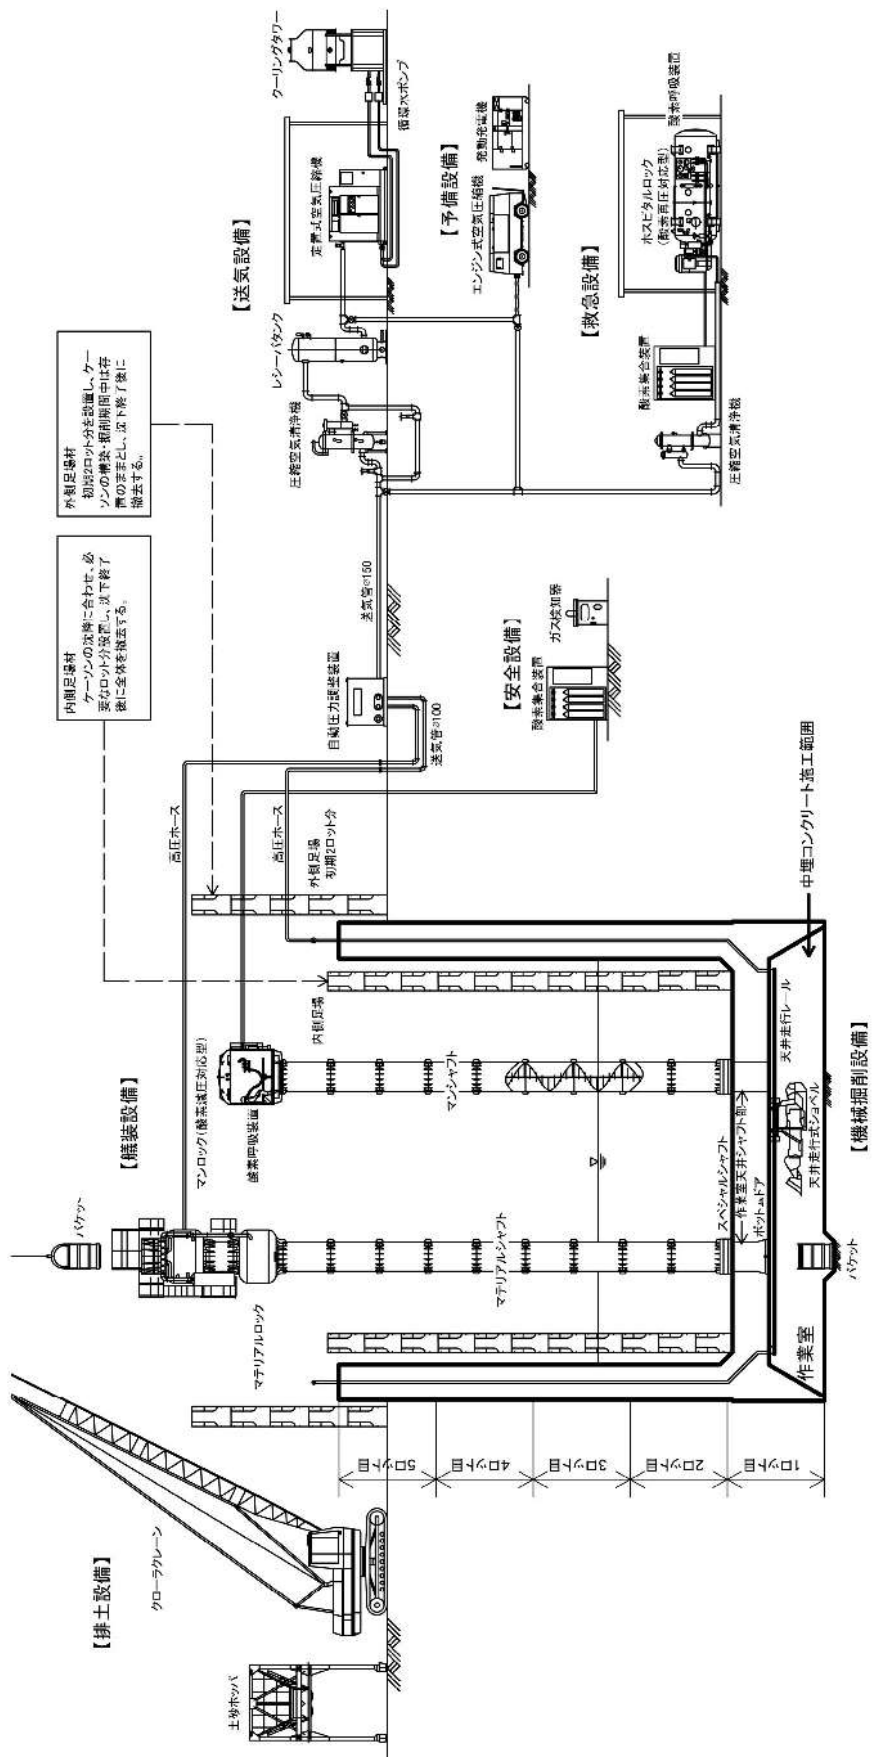 【排土設備】
クローラクレーン
土砂ホッパ
【艤装設備】
バケット
マテリアルロック
マンロック(酸素減圧対応型)
酸素呼吸装置
マテリアルシャフト
マンシャフト
内側足場
外側足場
初期2ロット分
高圧ホース
高圧ホース
内側足場材
ケーソンの沈降に合わせ、必
要なロット分設置し、沈下終了
後に全体を撤去する。
外側足場材
初期2ロット分を設置し、ケー
ソンの構築・掘削期間中は存
置のままとし、沈下終了後に
撤去する。
【送気設備】
クーリングタワー
循環水ポンプ
定置式空気圧縮機
レシーバタンク
圧縮空気清浄機
送気管⌀150
自動圧力調整装置
送気管⌀100
【予備設備】
エンジン式空気圧縮機
発動発電機
【救急設備】
ホスピタルロック
(酸素再圧対応型)
酸素呼吸装置
酸素集合装置
圧縮空気清浄機
【安全設備】
酸素集合装置
ガス検知器
スペシャルシャフト
作業室天井シャフト部
ボットムドア
天井走行レール
天井走行式ショベル
バケット
作業室
中埋コンクリート施工範囲
【機械掘削設備】
5ロット目
4ロット目
3ロット目
2ロット目
1ロット目